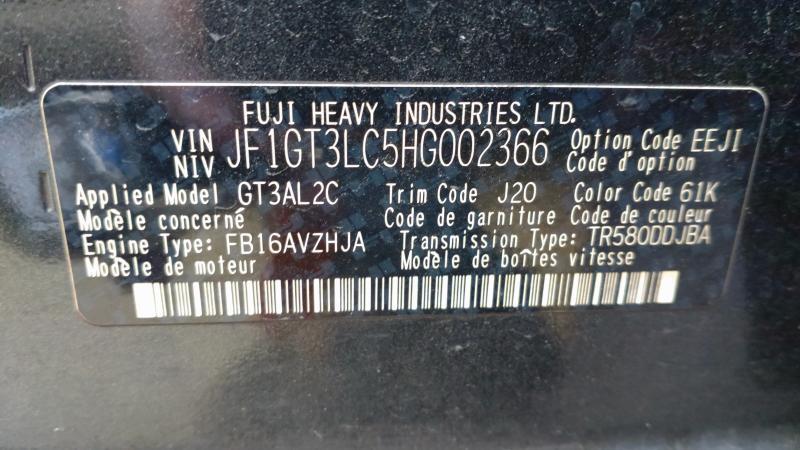 FUJI HEAVY INDUSTRIES LTD.
VIN JF1GT3LC5HG002366 Option Code EEJI
NIV Code d'option
Applied Model GT3AL2C Trim Code J20 Color Code 61K
Modèle concerné Code de garniture Code de couleur
Engine Type: FB16AVZHJA Transmission Type: TR580DDJBA
Modèle de moteur Modèle de boîtes vitesse